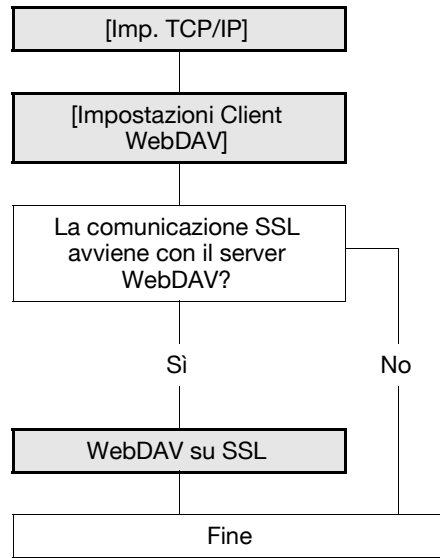 [Imp. TCP/IP]
[Impostazioni Client
WebDAV]
La comunicazione SSL
avviene con il server
WebDAV?
Sì
No
WebDAV su SSL
Fine